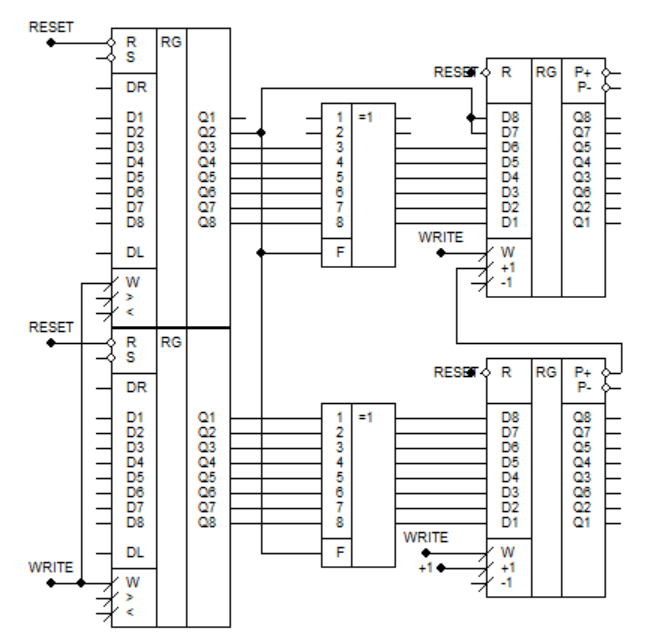 RESET
R RG
S
DR
D1 Q1
D2 Q2
D3 Q3
D4 Q4
D5 Q5
D6 Q6
D7 Q7
D8 Q8
DL
W
>
<
1 =1
2
3
4
5
6
7
8
F
RESET R RG P+
P-
D8 Q8
D7 Q7
D6 Q5
D5 Q4
D4 Q3
D3 Q6
D2 Q2
D1 Q1
WRITE
W
+1
-1
RESET
R RG
S
DR
D1 Q1
D2 Q2
D3 Q3
D4 Q4
D5 Q5
D6 Q6
D7 Q7
D8 Q8
DL
WRITE
W
>
<
1 =1
2
3
4
5
6
7
8
F
RESET R RG P+
P-
D8 Q8
D7 Q7
D6 Q5
D5 Q4
D4 Q3
D3 Q6
D2 Q2
D1 Q1
WRITE
W
+1 +1
-1